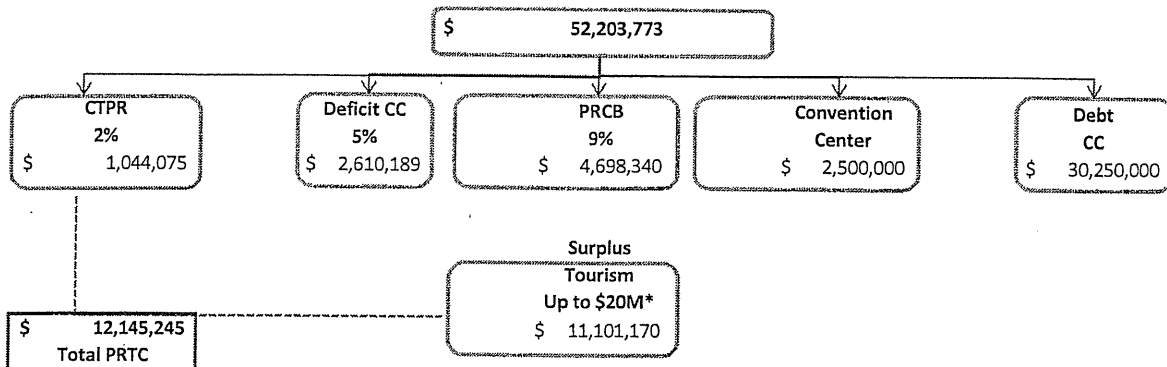 $ 52,203,773
CTPR
2%
$ 1,044,075
Deficit CC
5%
$ 2,610,189
PRCB
9%
$ 4,698,340
Convention
Center
$ 2,500,000
Debt
CC
$ 30,250,000
Surplus
Tourism
Up to $20M*
$ 11,101,170
$ 12,145,245
Total PRTC